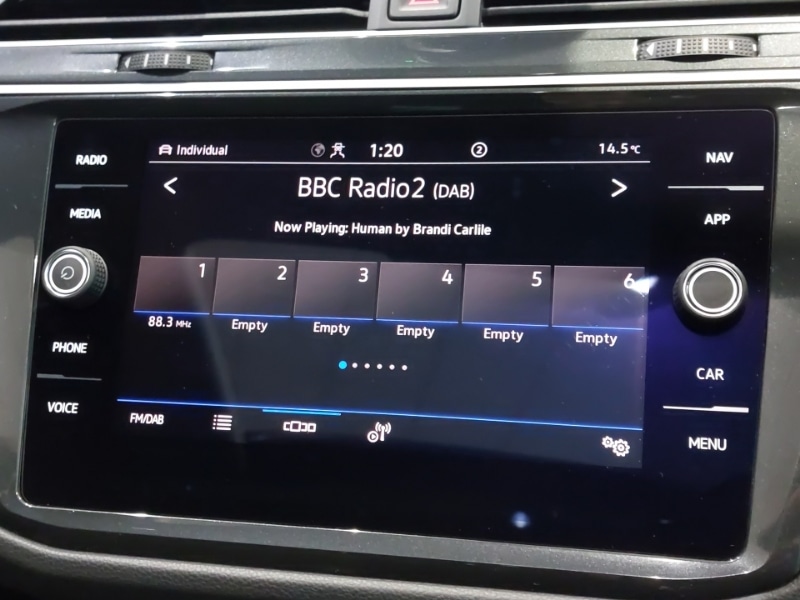 Individual 1:20 2 14.5°C
RADIO
NAV
< BBC Radio2 (DAB) >
MEDIA
APP
Now Playing: Human by Brandi Carlile
1 2 3 4 5 6
88.3 MHz Empty Empty Empty Empty Empty
PHONE
CAR
VOICE
FM/DAB
MENU